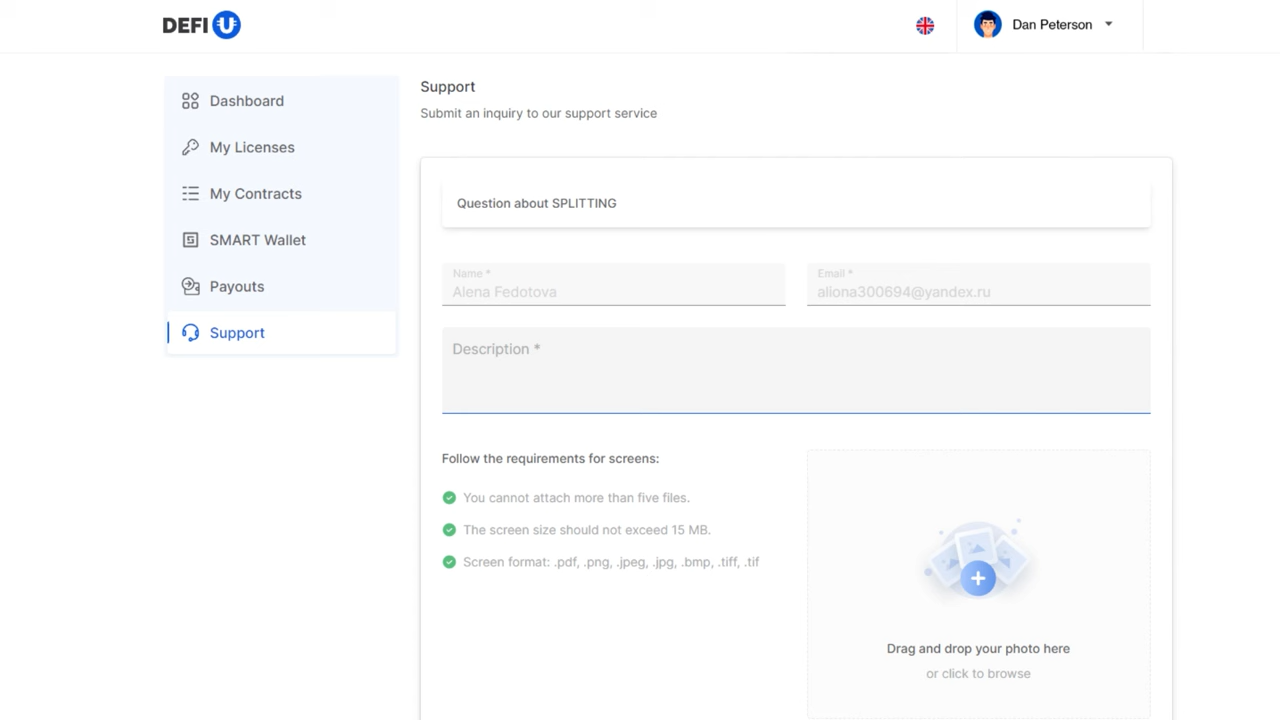 DEFI U
Dan Peterson
Dashboard
My Licenses
My Contracts
SMART Wallet
Payouts
Support
Support
Submit an inquiry to our support service
Question about SPLITTING
Name *
Alena Fedotova
Email *
aliona300694@yandex.ru
Description *
Follow the requirements for screens:
You cannot attach more than five files.
The screen size should not exceed 15 MB.
Screen format: .pdf, .png, .jpeg, .jpg, .bmp, .tiff, .tif
Drag and drop your photo here
or click to browse